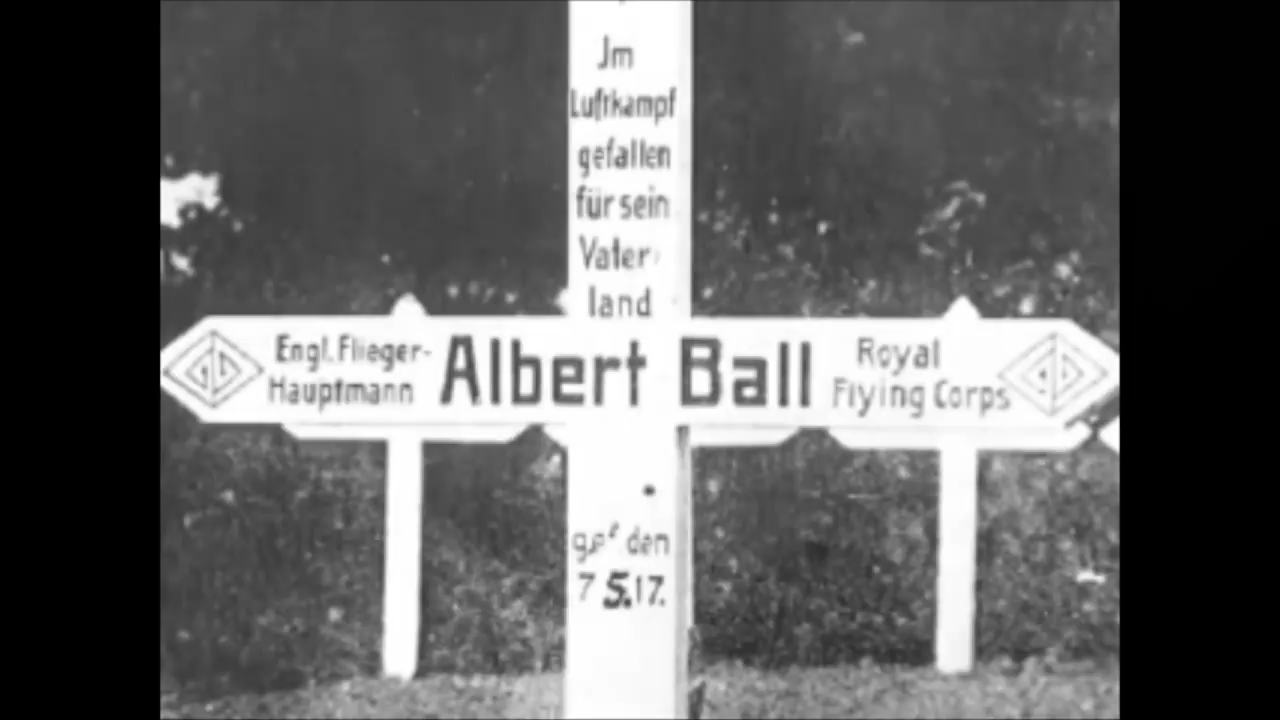 Jm
Luftkampf
gefallen
für sein
Vater-
land
Engl. Flieger-
Hauptmann
Albert Ball
Royal
Flying Corps
gef den
7 5.17.